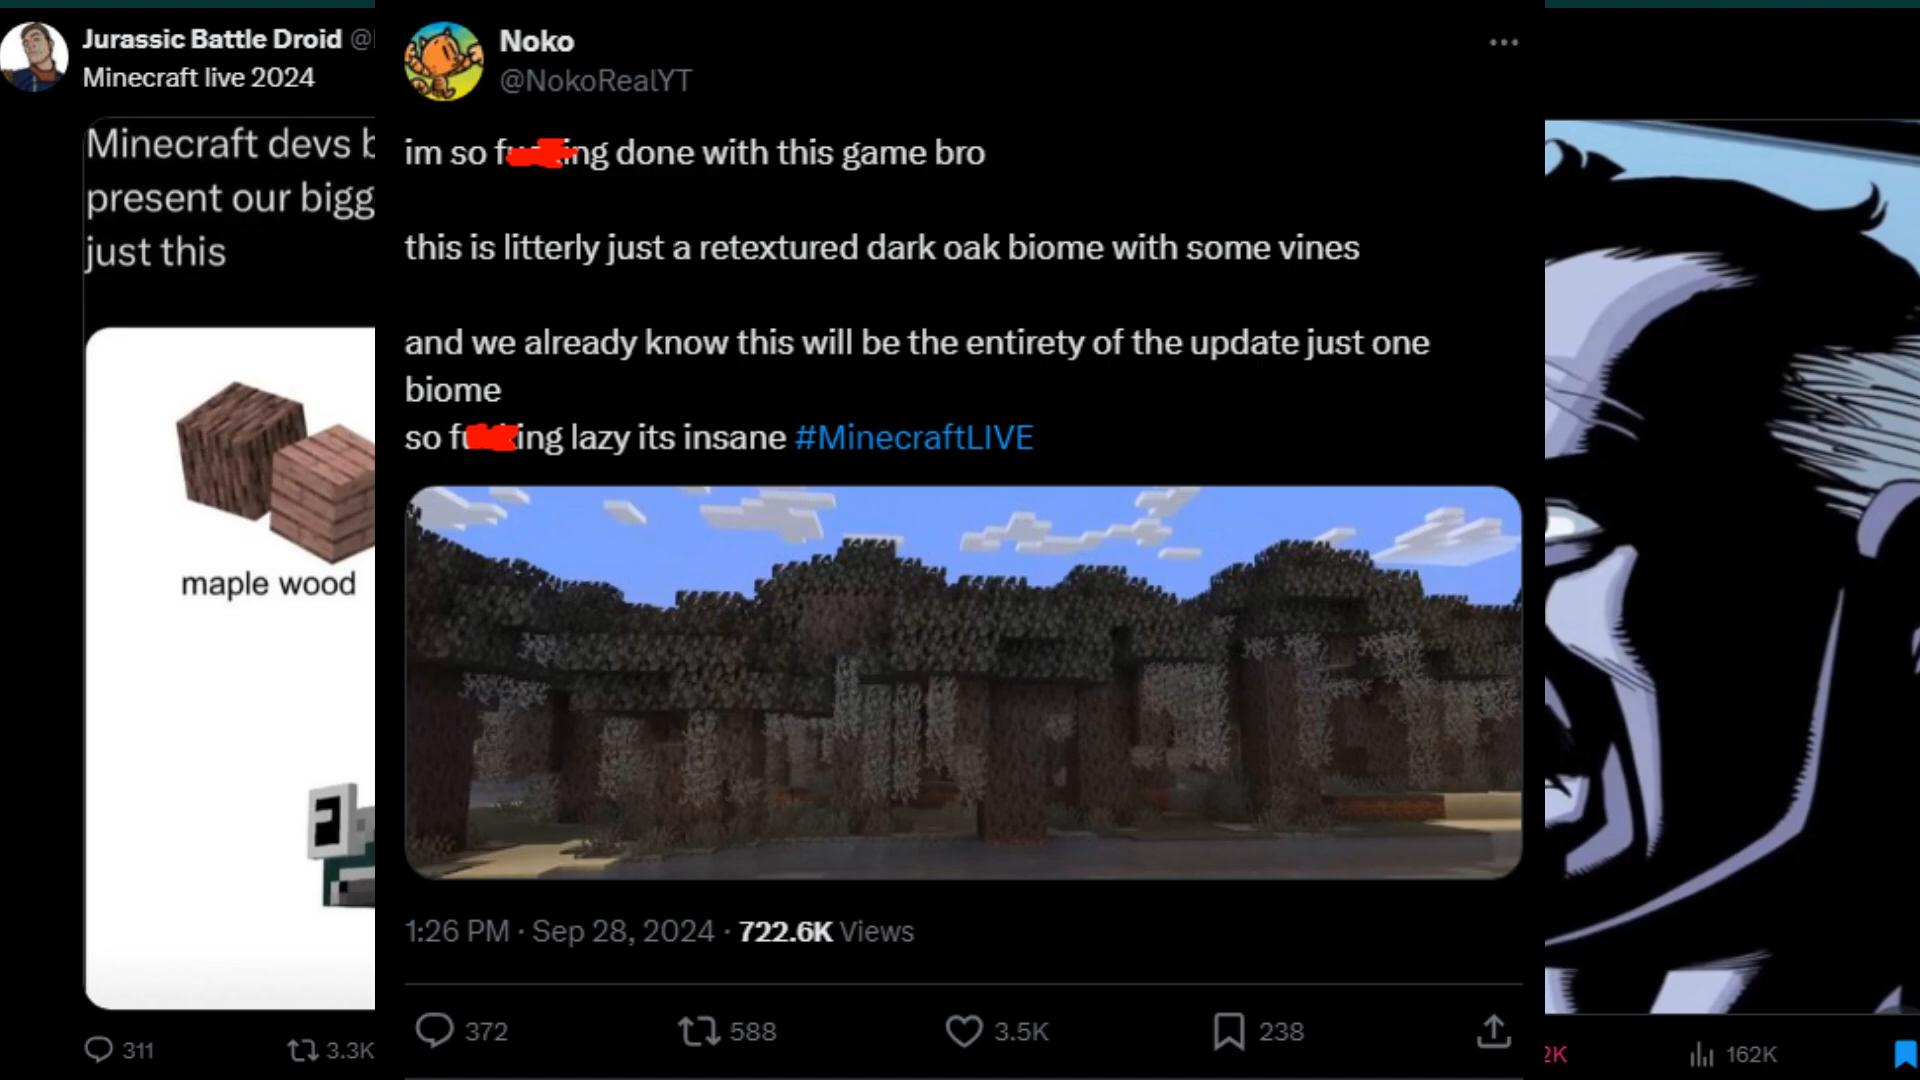 Jurassic Battle Droid @
Minecraft live 2024
Minecraft devs b
present our bigg
just this
maple wood
311
3.3K
Noko
@NokoRealYT
im so f ing done with this game bro
this is litterly just a retextured dark oak biome with some vines
and we already know this will be the entirety of the update just one
biome
so fu ing lazy its insane #MinecraftLIVE
1:26 PM · Sep 28, 2024 · 722.6K Views
372
588
3.5K
238
2K
162K